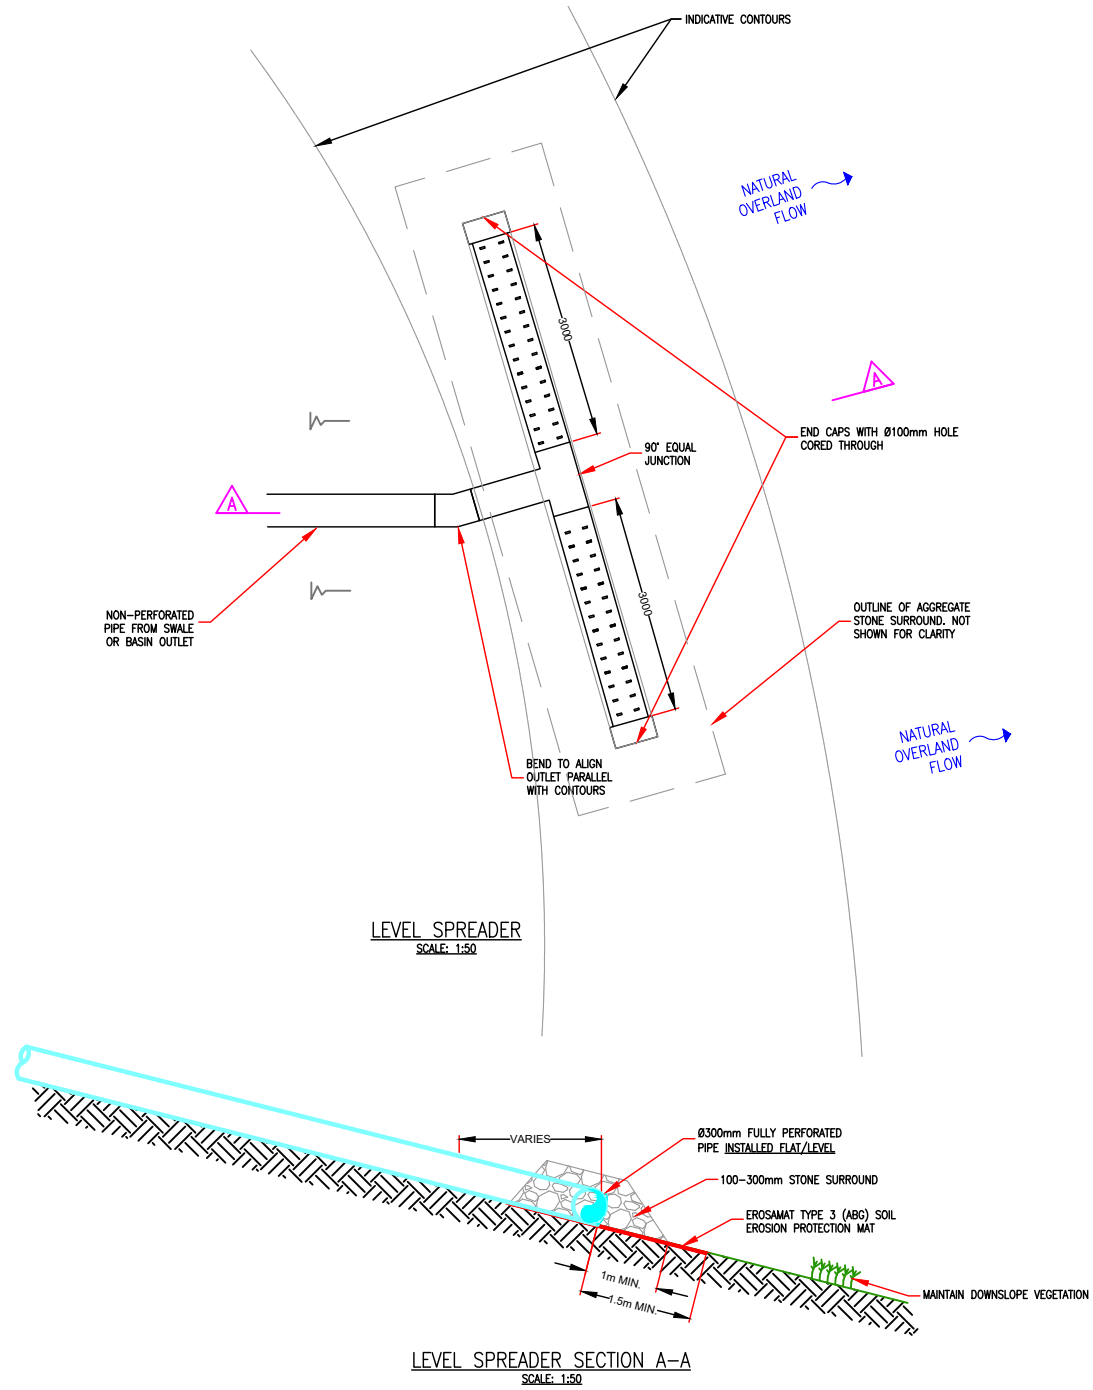 INDICATIVE CONTOURS
NATURAL
OVERLAND
FLOW
3000
A
END CAPS WITH Ø100mm HOLE
CORED THROUGH
90° EQUAL
JUNCTION
A
3000
NON-PERFORATED
PIPE FROM SWALE
OR BASIN OUTLET
OUTLINE OF AGGREGATE
STONE SURROUND. NOT
SHOWN FOR CLARITY
NATURAL
OVERLAND
FLOW
BEND TO ALIGN
OUTLET PARALLEL
WITH CONTOURS
LEVEL SPREADER
SCALE: 1:50
VARIES
Ø300mm FULLY PERFORATED
PIPE INSTALLED FLAT/LEVEL
100-300mm STONE SURROUND
EROSAMAT TYPE 3 (ABG) SOIL
EROSION PROTECTION MAT
1m MIN.
1.5m MIN.
MAINTAIN DOWNSLOPE VEGETATION
LEVEL SPREADER SECTION A-A
SCALE: 1:50